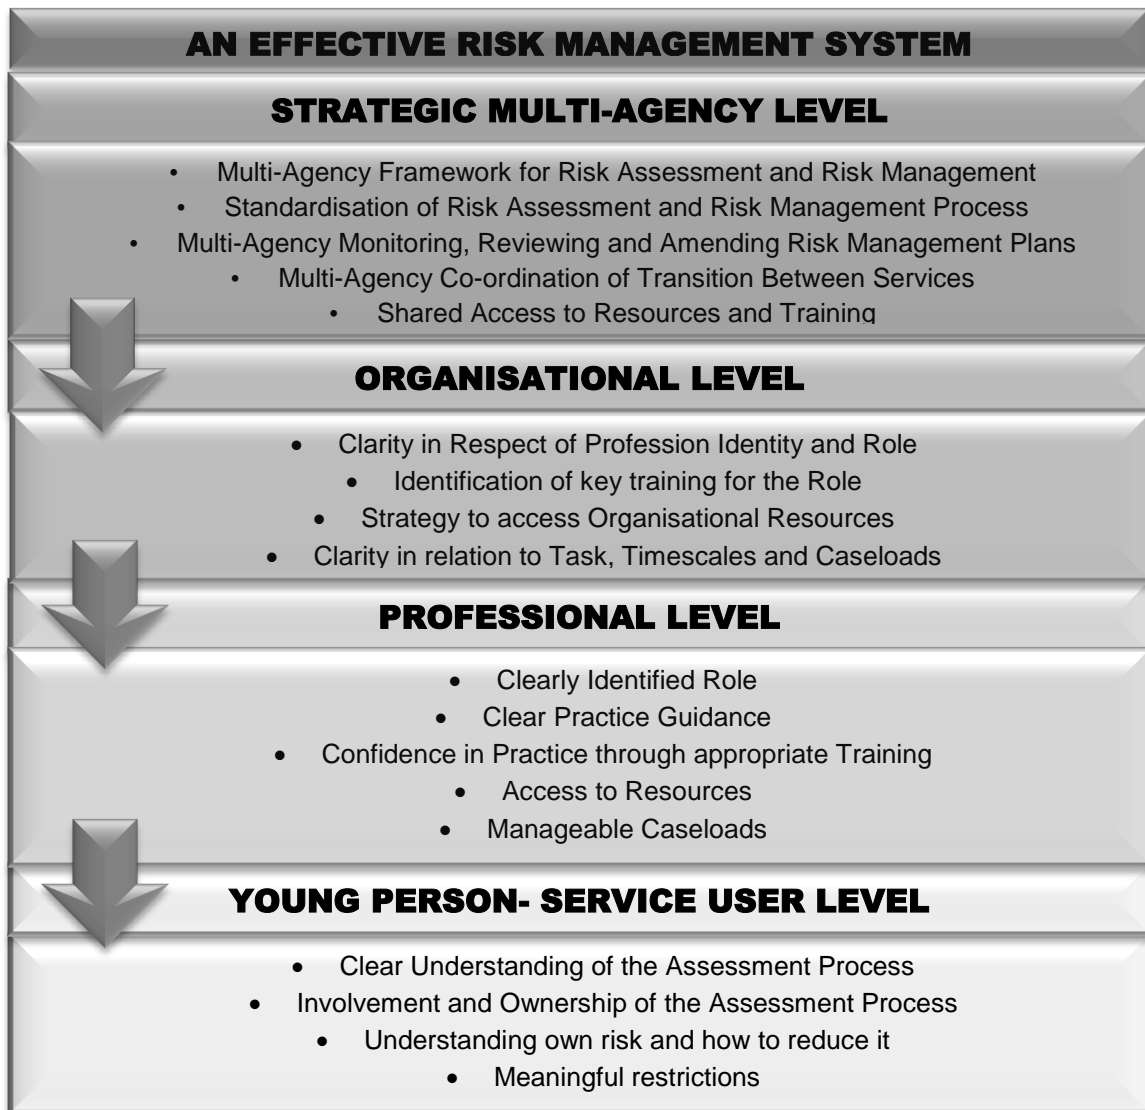 AN EFFECTIVE RISK MANAGEMENT SYSTEM
STRATEGIC MULTI-AGENCY LEVEL
• Multi-Agency Framework for Risk Assessment and Risk Management
• Standardisation of Risk Assessment and Risk Management Process
• Multi-Agency Monitoring, Reviewing and Amending Risk Management Plans
• Multi-Agency Co-ordination of Transition Between Services
• Shared Access to Resources and Training
ORGANISATIONAL LEVEL
• Clarity in Respect of Profession Identity and Role
• Identification of key training for the Role
• Strategy to access Organisational Resources
• Clarity in relation to Task, Timescales and Caseloads
PROFESSIONAL LEVEL
• Clearly Identified Role
• Clear Practice Guidance
• Confidence in Practice through appropriate Training
• Access to Resources
• Manageable Caseloads
YOUNG PERSON- SERVICE USER LEVEL
• Clear Understanding of the Assessment Process
• Involvement and Ownership of the Assessment Process
• Understanding own risk and how to reduce it
• Meaningful restrictions